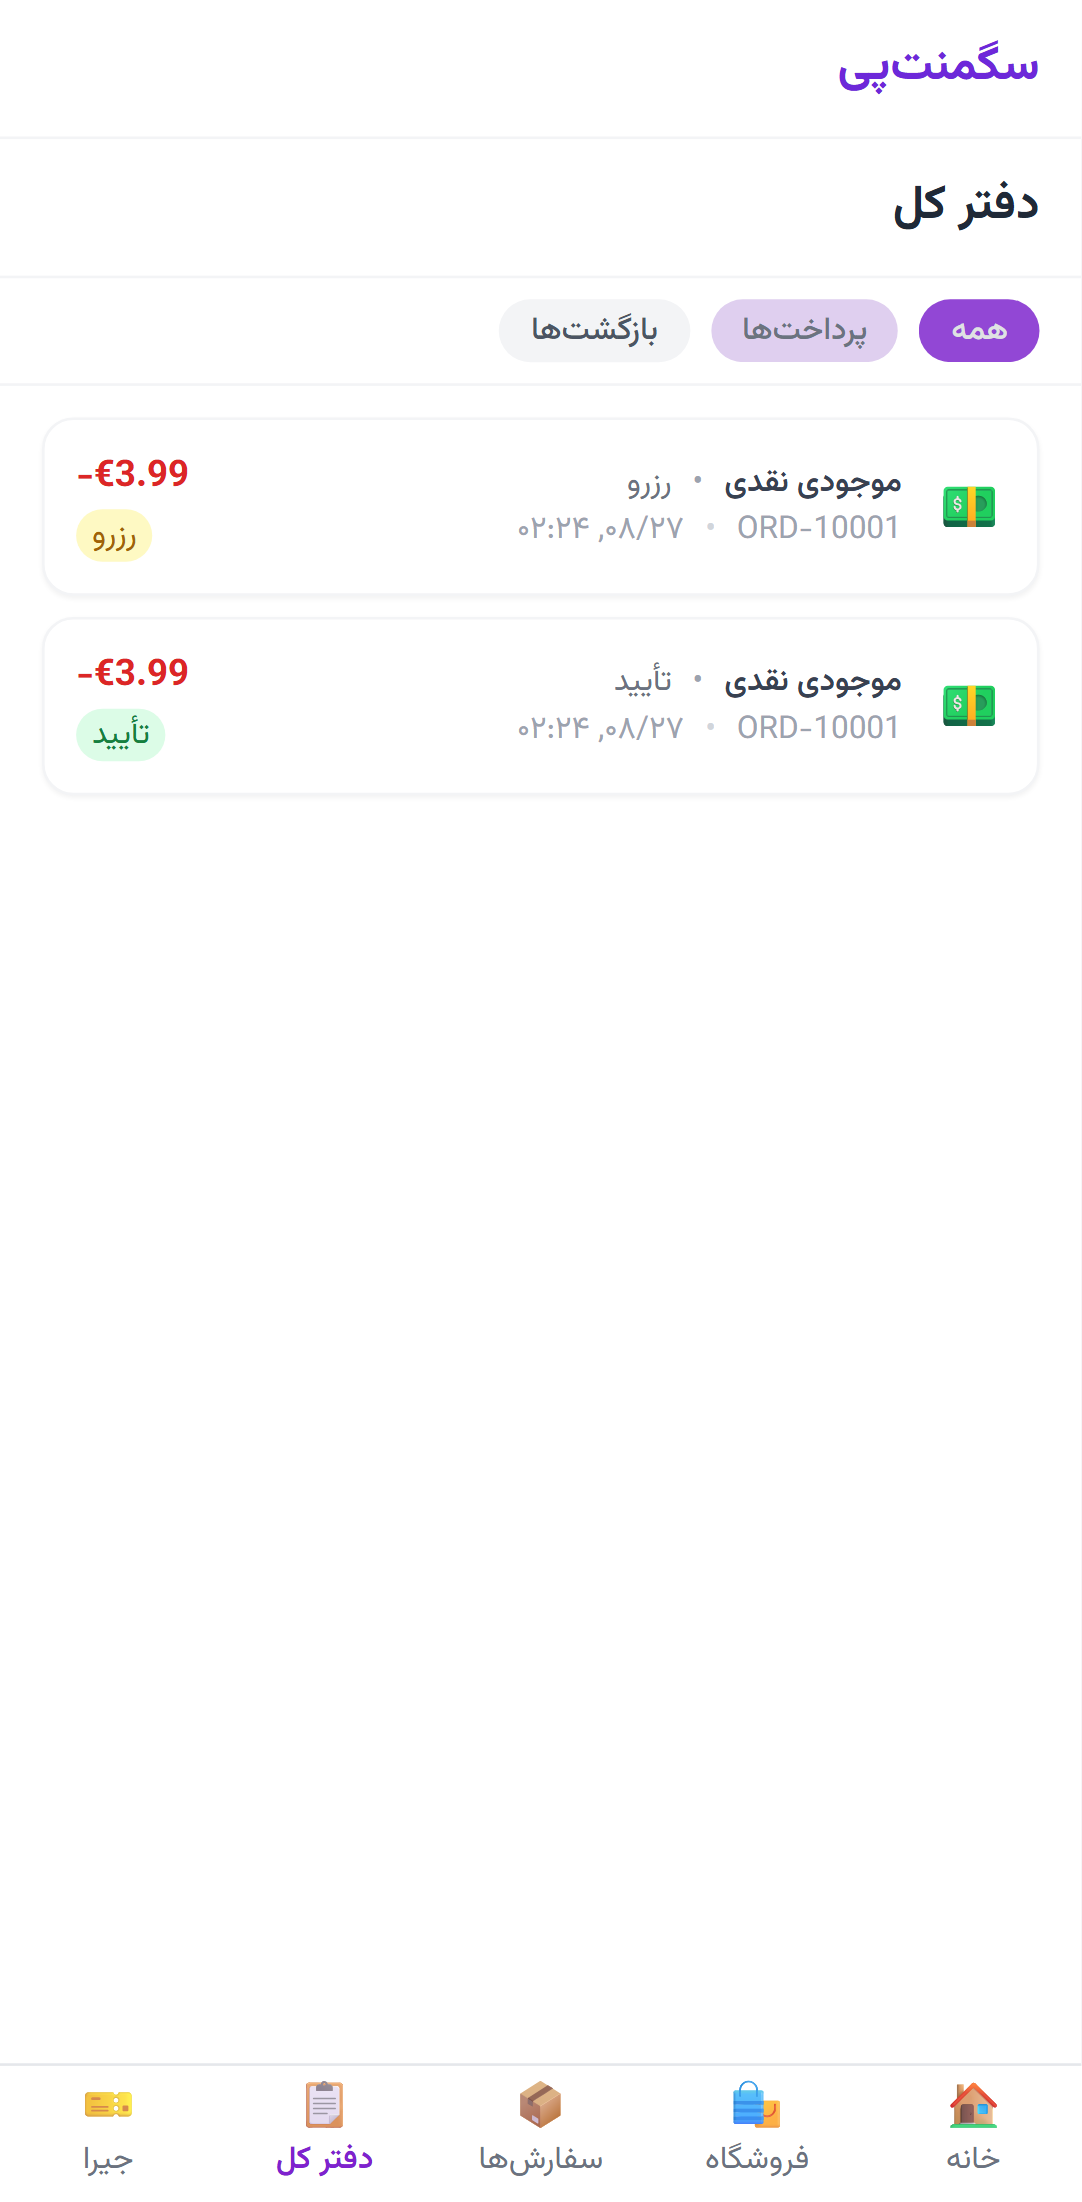 سگمنت‌پی
دفتر کل
همه
پرداخت‌ها
بازگشت‌ها
موجودی نقدی • رزرو
-€3.99
ORD-10001 • ۰۸/۲۷, ۰۲:۲۴
رزرو
موجودی نقدی • تأیید
-€3.99
ORD-10001 • ۰۸/۲۷, ۰۲:۲۴
تأیید
خانه
فروشگاه
سفارش‌ها
دفتر کل
جیرا